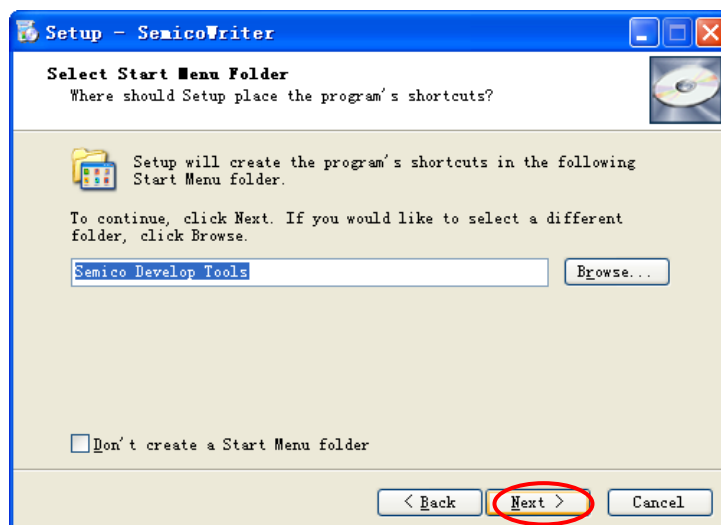 Setup - SemicoWriter
Select Start Menu Folder
Where should Setup place the program's shortcuts?
Setup will create the program's shortcuts in the following
Start Menu folder.
To continue, click Next. If you would like to select a different
folder, click Browse.
Semico Develop Tools
Browse...
Don't create a Start Menu folder
< Back
Next >
Cancel